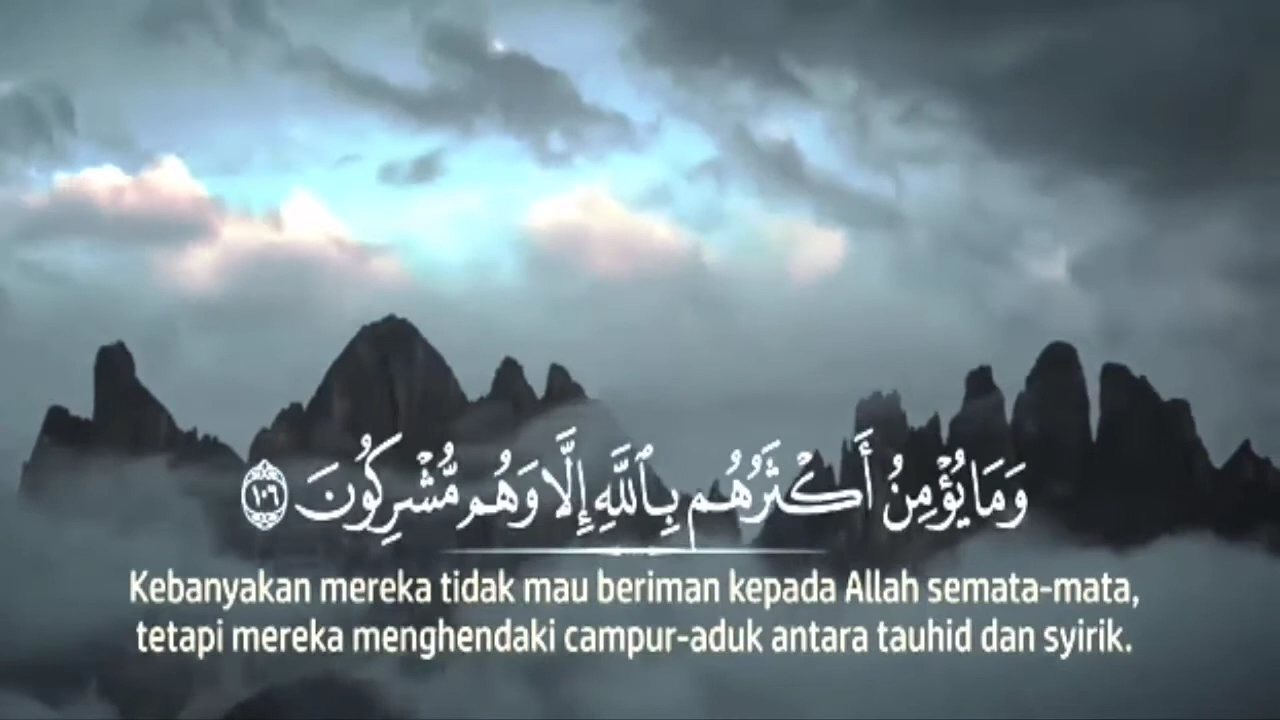 وَمَا يُؤْمِنُ أَكْثَرُهُم بِٱللَّهِ إِلَّا وَهُم مُّشْرِكُونَ ١٠٦
Kebanyakan mereka tidak mau beriman kepada Allah semata-mata,
tetapi mereka menghendaki campur-aduk antara tauhid dan syirik.